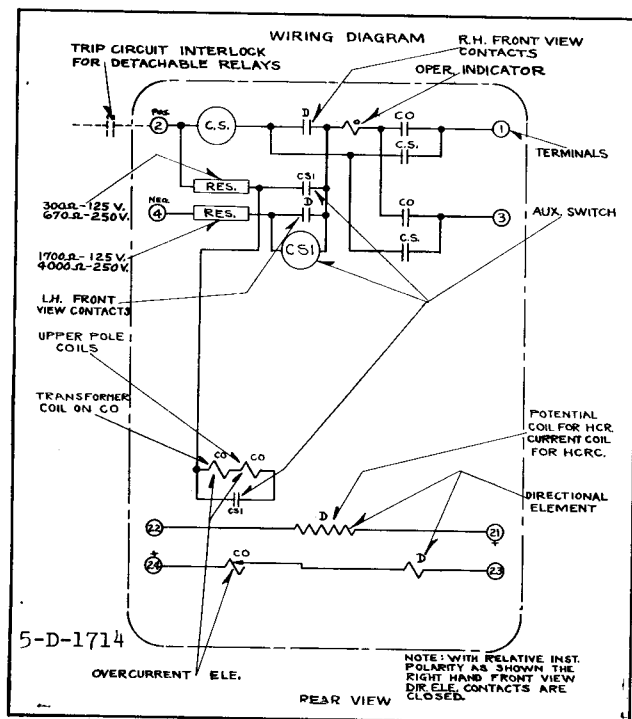 WIRING DIAGRAM
R.H. FRONT VIEW
CONTACTS
TRIP CIRCUIT INTERLOCK
FOR DETACHABLE RELAYS
OPER. INDICATOR
POS.
2
C.S.
D
CO
1
C.S.
TERMINALS
300Ω-125 V.
670Ω-250V.
RES.
CS1
NEG.
4
RES.
D
CO
3
AUX. SWITCH
1700Ω-125V.
4000Ω-250V.
CS1
C.S.
L.H. FRONT
VIEW CONTACTS
UPPER POLE
COILS
TRANSFORMER
COIL ON CO
CO
CO
CS1
POTENTIAL
COIL FOR HCR.
CURRENT COIL
FOR HCRC.
DIRECTIONAL
ELEMENT
22
D
21
+
+
24
CO
D
23
5-D-1714
OVERCURRENT ELE.
NOTE: WITH RELATIVE INST.
POLARITY AS SHOWN THE
RIGHT HAND FRONT VIEW
DIR. ELE. CONTACTS ARE
CLOSED.
REAR VIEW